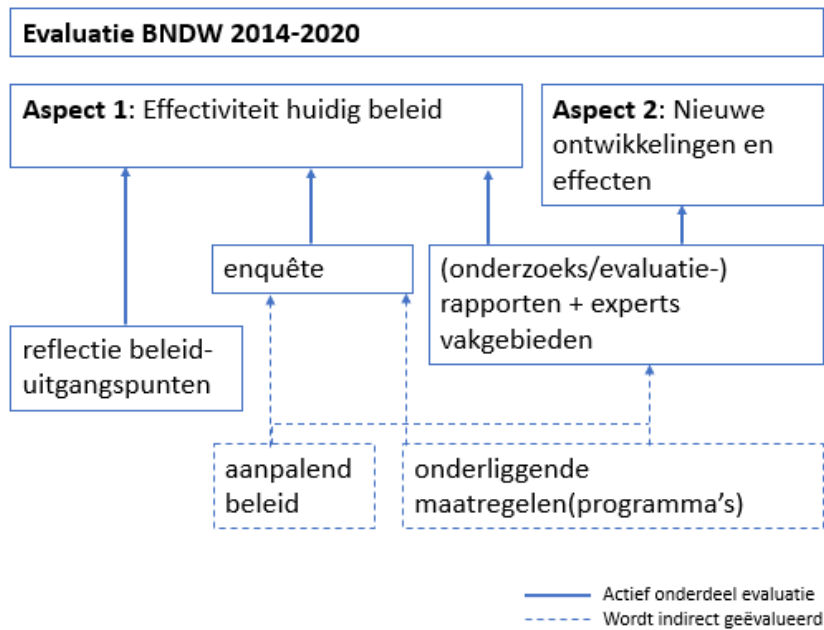 Evaluatie BNDW 2014-2020
Aspect 1: Effectiviteit huidig beleid
Aspect 2: Nieuwe
ontwikkelingen en
effecten
enquête
(onderzoeks/evaluatie-)
rapporten + experts
vakgebieden
reflectie beleid-
uitgangspunten
aanpalend
beleid
onderliggende
maatregelen(programma's)
Actief onderdeel evaluatie
Wordt indirect geëvalueerd